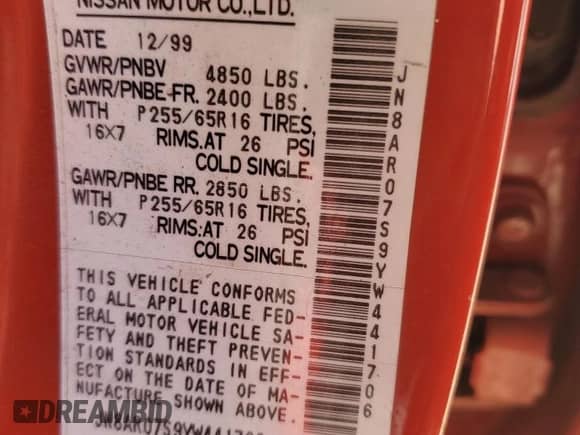 NISSAN MOTOR CO.,LTD.
DATE 12/99
GVWR/PNBV 4850 LBS.
GAWR/PNBE-FR. 2400 LBS.
WITH P255/65R16 TIRES,
16X7 RIMS.AT 26 PSI
COLD SINGLE.
GAWR/PNBE RR. 2850 LBS.
WITH P255/65R16 TIRES,
16X7 RIMS.AT 26 PSI
COLD SINGLE.
THIS VEHICLE CONFORMS
TO ALL APPLICABLE FED-
ERAL MOTOR VEHICLE SA-
FETY AND THEFT PREVEN-
TION STANDARDS IN EFF-
ECT ON THE DATE OF MA-
NUFACTURE SHOWN ABOVE.
JN8AR07S9YW441706
DREAMBID